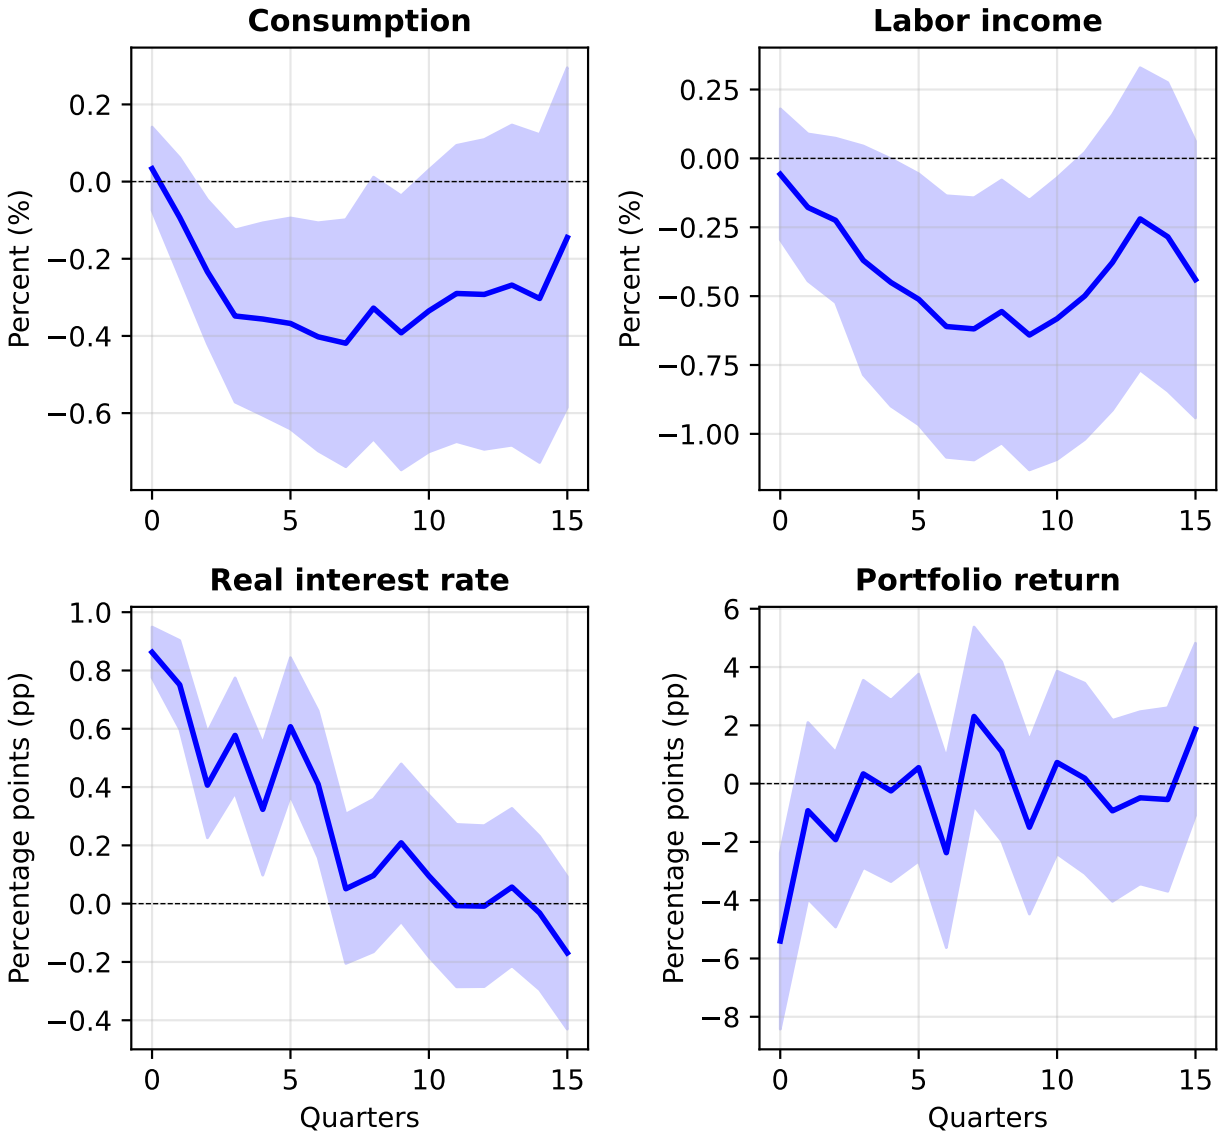 Consumption
Percent (%)
0.2
0.0
−0.2
−0.4
−0.6
0 5 10 15
Labor income
Percent (%)
0.25
0.00
−0.25
−0.50
−0.75
−1.00
0 5 10 15
Real interest rate
Percentage points (pp)
1.0
0.8
0.6
0.4
0.2
0.0
−0.2
−0.4
0 5 10 15
Quarters
Portfolio return
Percentage points (pp)
6
4
2
0
−2
−4
−6
−8
0 5 10 15
Quarters